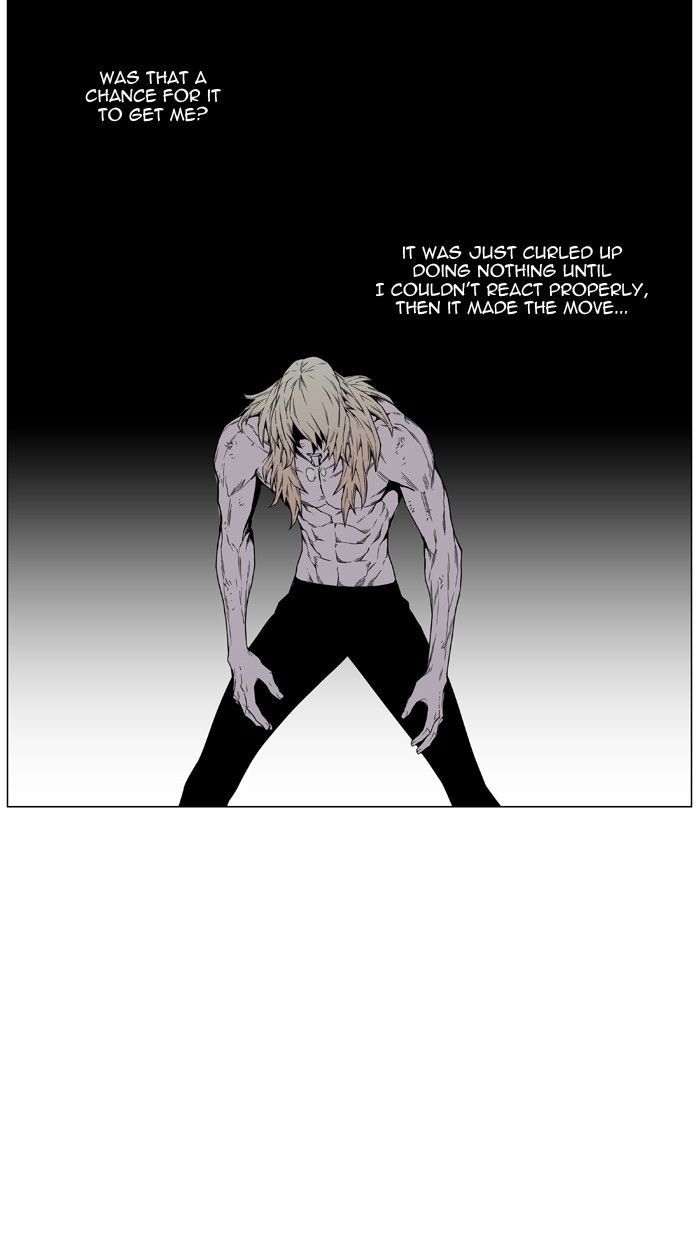 WAS THAT A
CHANCE FOR IT
TO GET ME?
IT WAS JUST CURLED UP
DOING NOTHING UNTIL
I COULDN'T REACT PROPERLY,
THEN IT MADE THE MOVE...